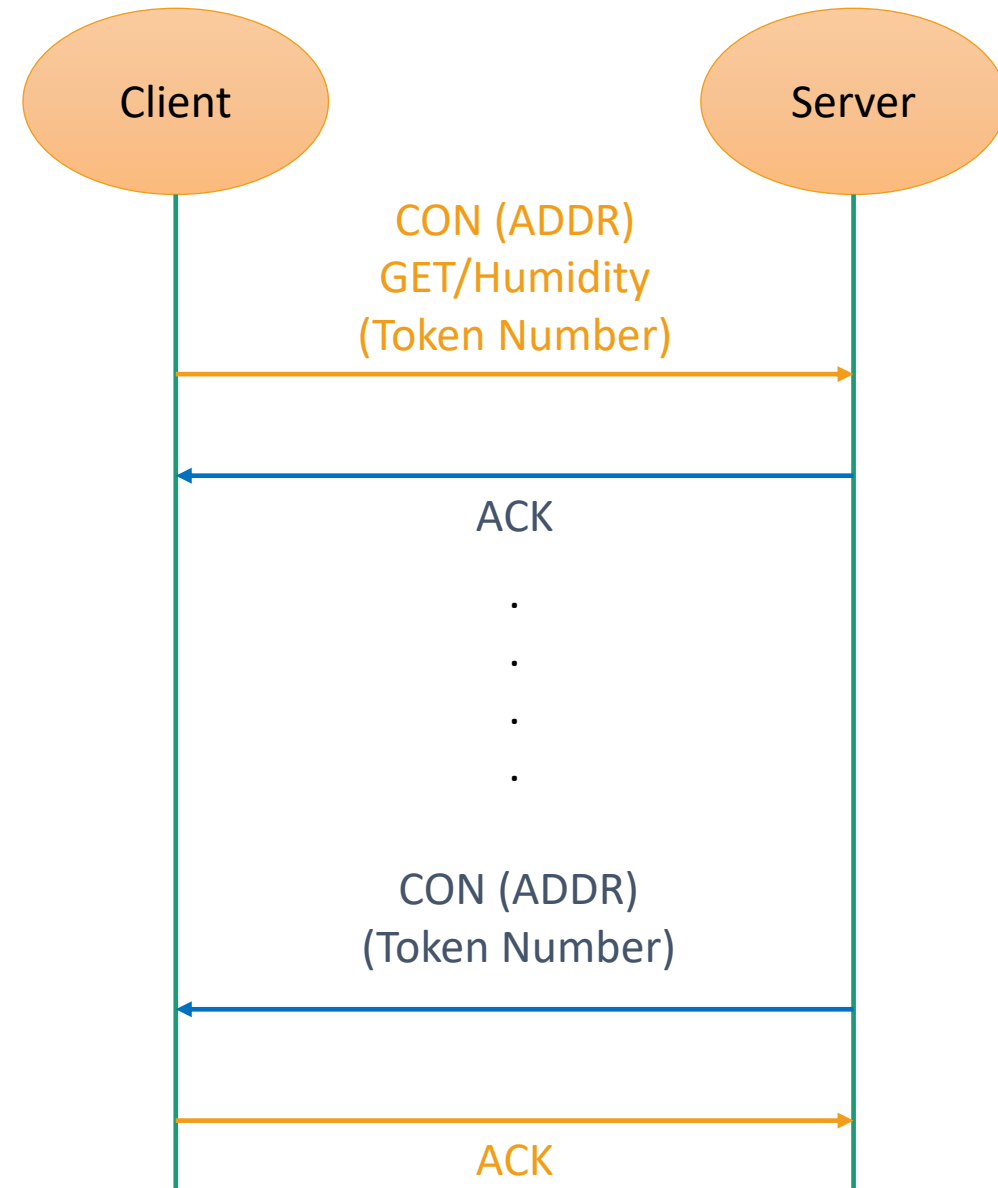 Client
Server
CON (ADDR)
GET/Humidity
(Token Number)
ACK
.
.
.
.
CON (ADDR)
(Token Number)
ACK